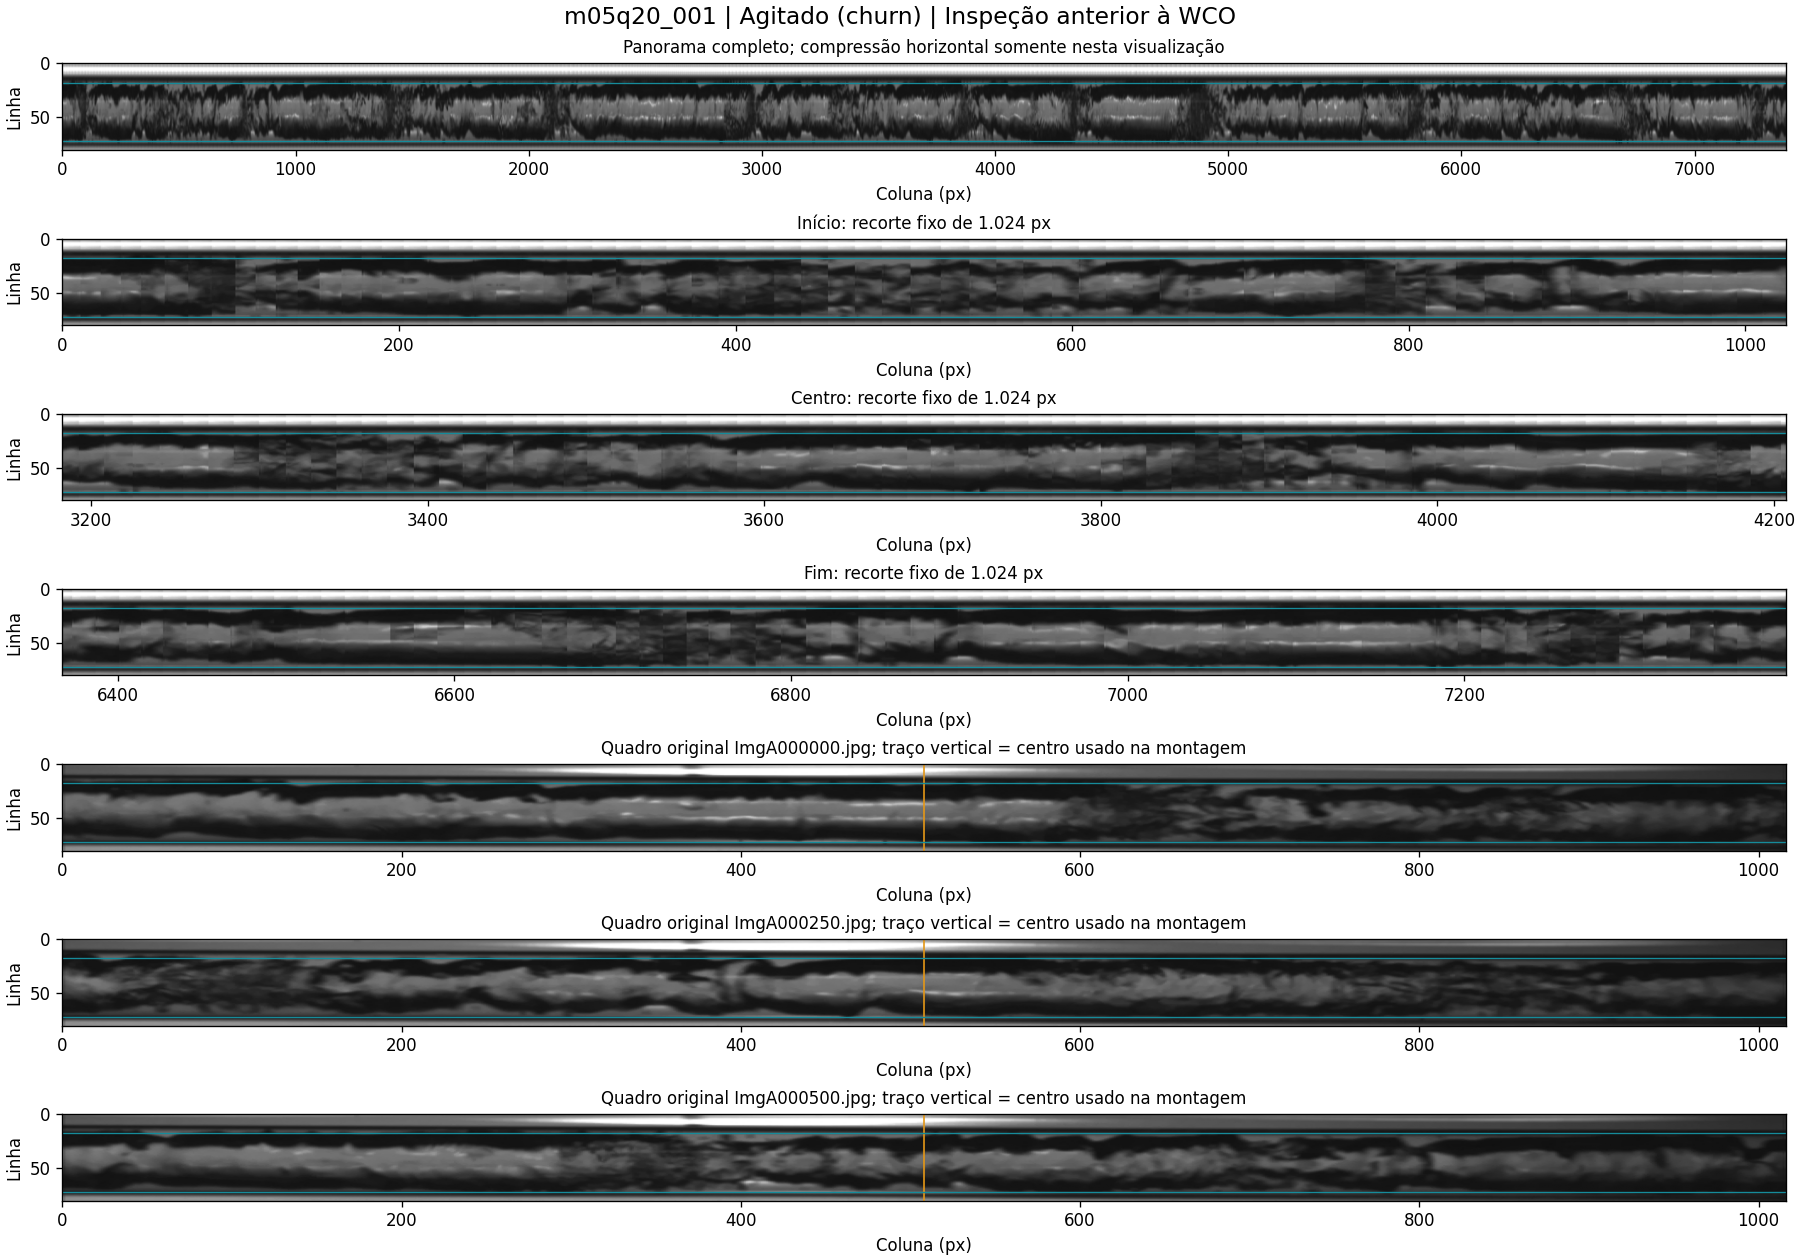 m05q20_001 | Agitado (churn) | Inspeção anterior à WCO
Panorama completo; compressão horizontal somente nesta visualização
0
50
Linha
0 1000 2000 3000 4000 5000 6000 7000
Coluna (px)
Início: recorte fixo de 1.024 px
0
50
Linha
0 200 400 600 800 1000
Coluna (px)
Centro: recorte fixo de 1.024 px
0
50
Linha
3200 3400 3600 3800 4000 4200
Coluna (px)
Fim: recorte fixo de 1.024 px
0
50
Linha
6400 6600 6800 7000 7200
Coluna (px)
Quadro original ImgA000000.jpg; traço vertical = centro usado na montagem
0
50
Linha
0 200 400 600 800 1000
Coluna (px)
Quadro original ImgA000250.jpg; traço vertical = centro usado na montagem
0
50
Linha
0 200 400 600 800 1000
Coluna (px)
Quadro original ImgA000500.jpg; traço vertical = centro usado na montagem
0
50
Linha
0 200 400 600 800 1000
Coluna (px)